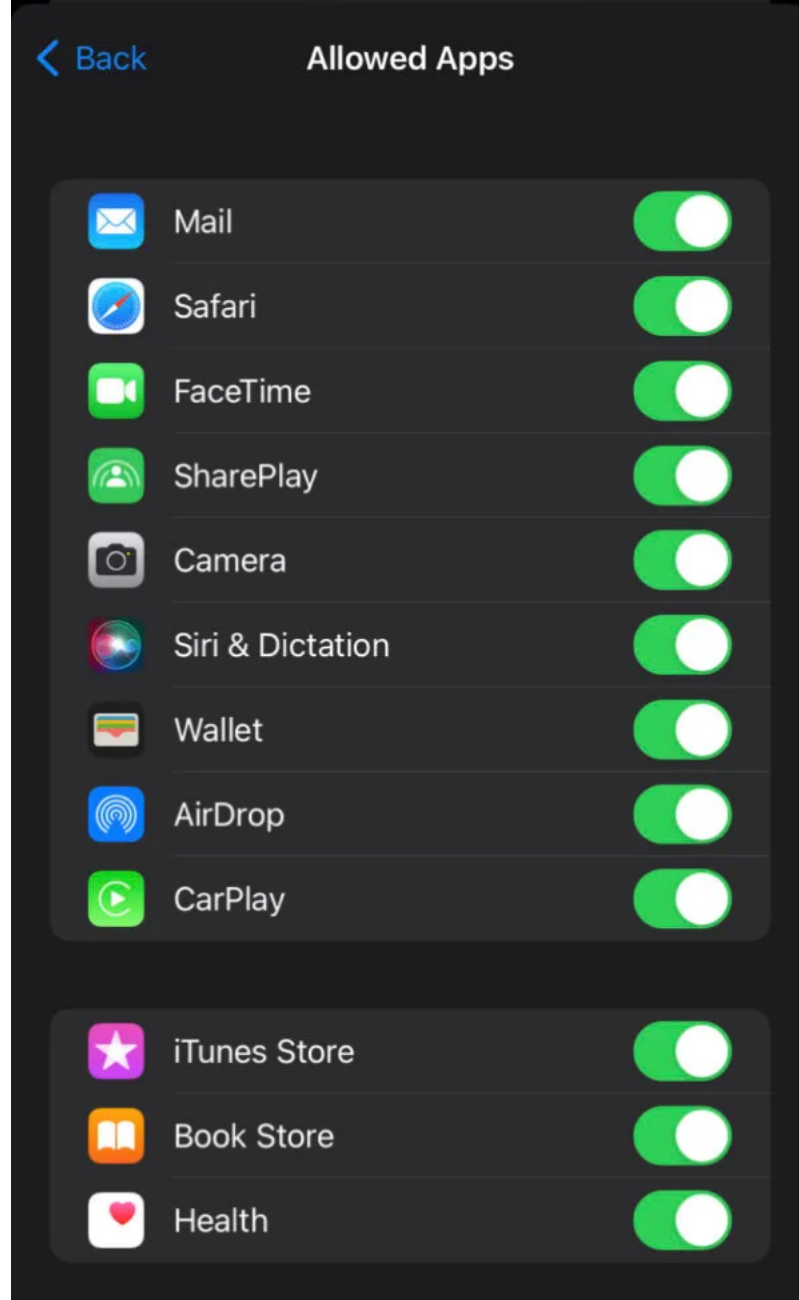 Back
Allowed Apps
Mail
Safari
FaceTime
SharePlay
Camera
Siri & Dictation
Wallet
AirDrop
CarPlay
iTunes Store
Book Store
Health